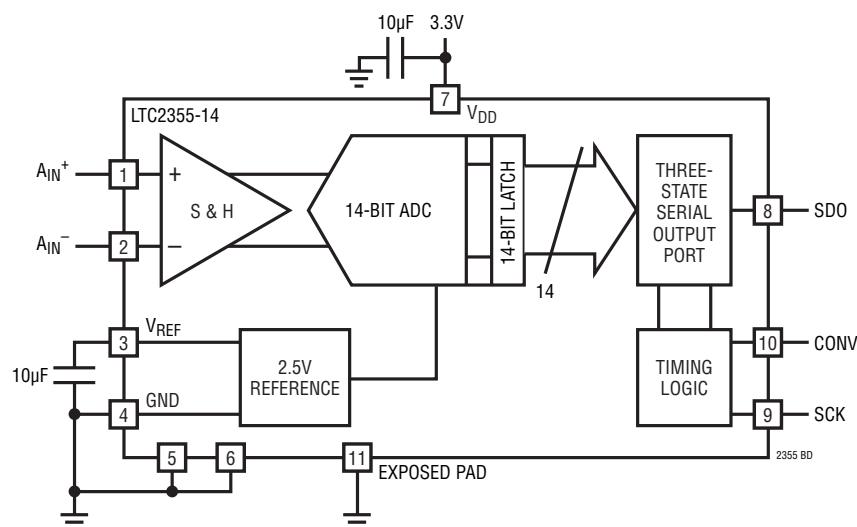 10µF 3.3V
7
LTC2355-14
VDD
AIN+
1
+
S & H
14-BIT ADC
14-BIT LATCH
14
THREE-
STATE
SERIAL
OUTPUT
PORT
8
SDO
AIN–
2
–
3
VREF
10µF
2.5V
REFERENCE
TIMING
LOGIC
10
CONV
4
GND
9
SCK
5
6
11
EXPOSED PAD
2355 BD